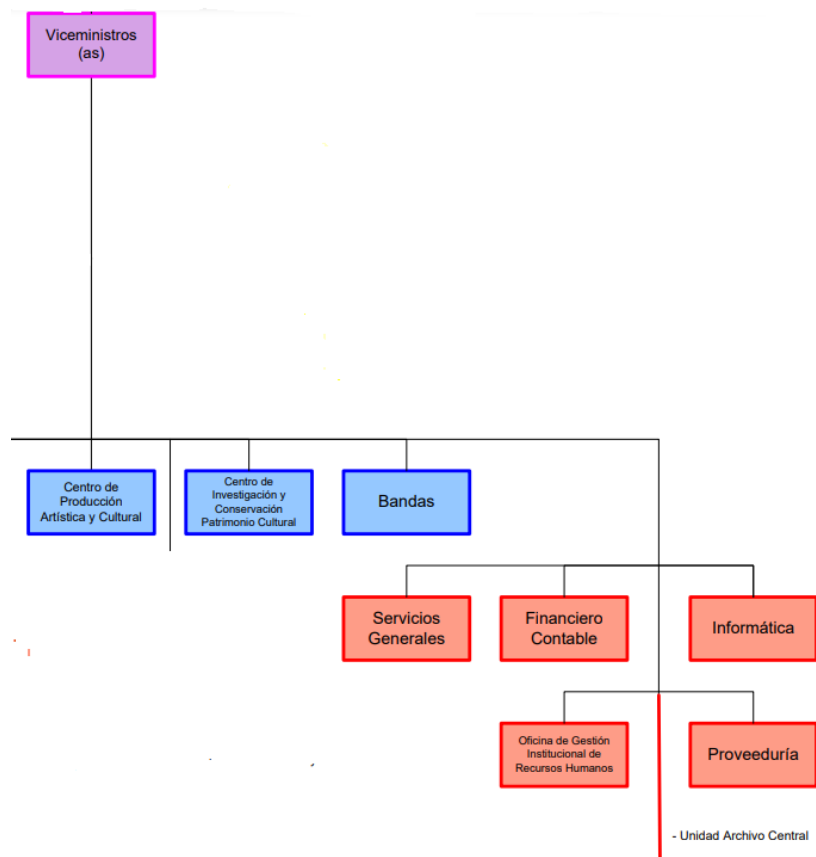 Viceministros
(as)
Centro de
Producción
Artística y Cultural
Centro de
Investigación y
Conservación
Patrimonio Cultural
Bandas
Servicios
Generales
Financiero
Contable
Informática
Oficina de Gestión
Institucional de
Recursos Humanos
Proveeduría
- Unidad Archivo Central